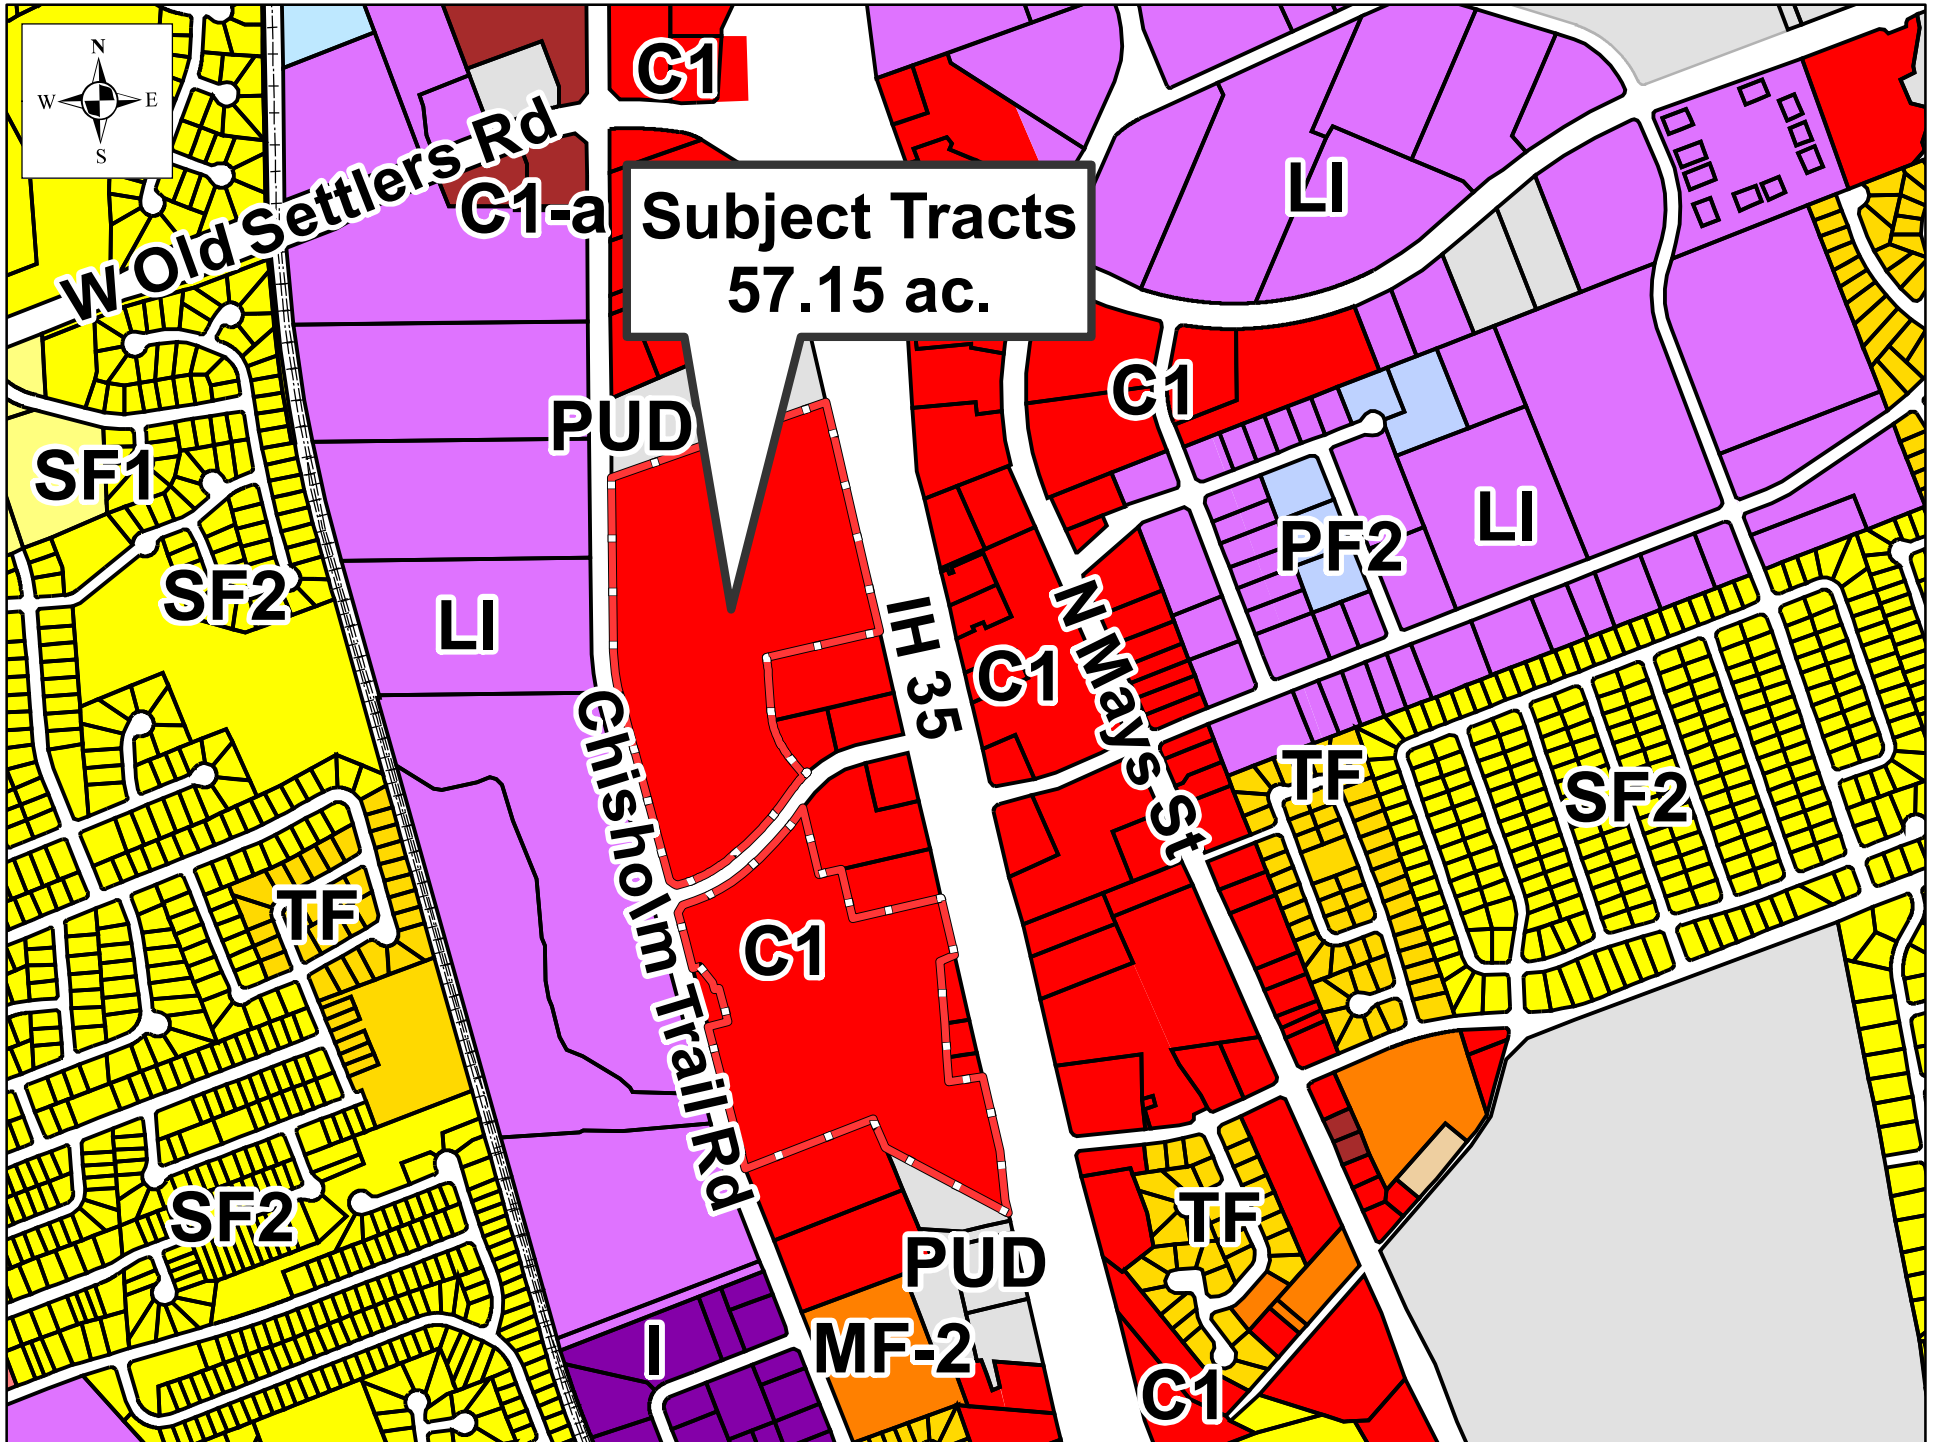 N
W E
S
C1
W Old Settlers Rd
C1-a
Subject Tracts
57.15 ac.
LI
C1
PUD
SF1
LI
PF2
SF2
LI
IH 35
N Mays St
C1
Chisholm Trail Rd
TF
SF2
TF
C1
SF2
TF
PUD
I
MF-2
C1